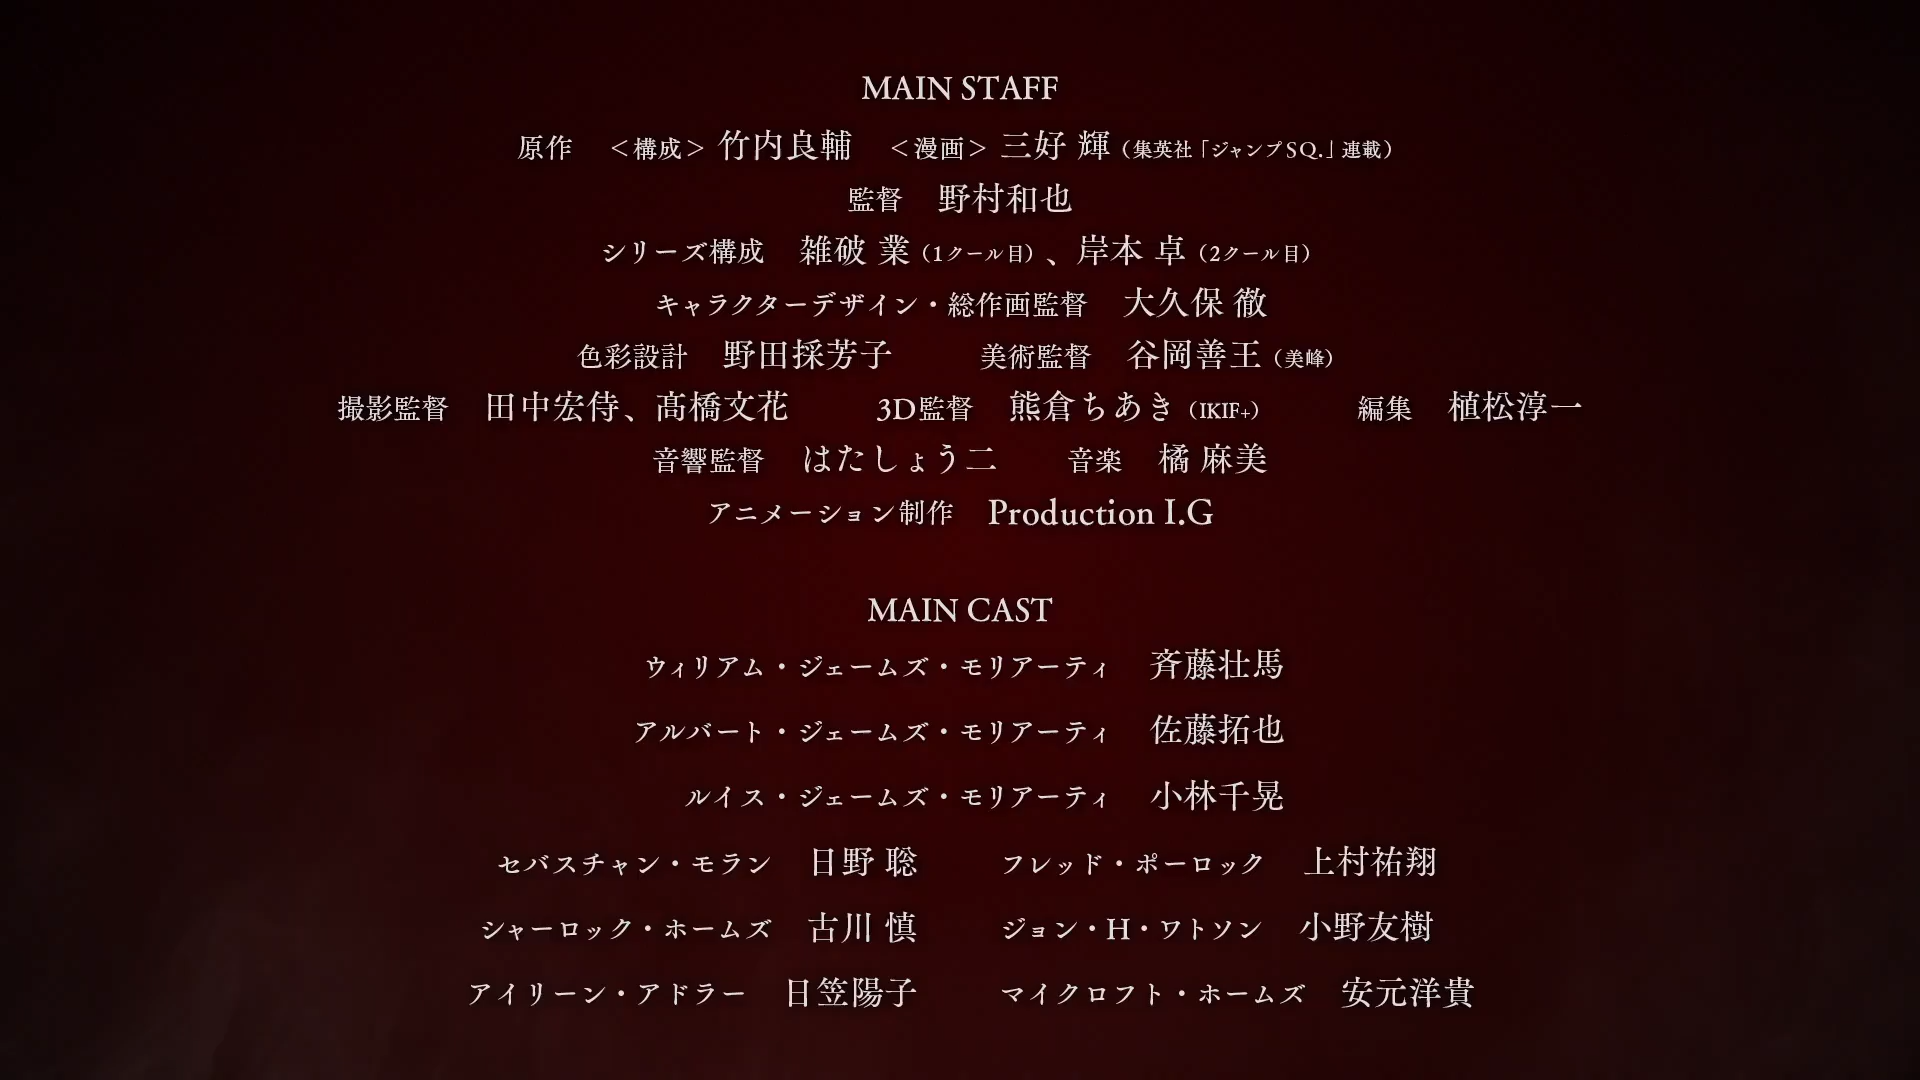 MAIN STAFF
原作 ＜構成＞ 竹内良輔 ＜漫画＞ 三好 輝（集英社「ジャンプSQ.」連載）
監督 野村和也
シリーズ構成 雑破 業（1クール目）、岸本 卓（2クール目）
キャラクターデザイン・総作画監督 大久保 徹
色彩設計 野田採芳子 美術監督 谷岡善王（美峰）
撮影監督 田中宏侍、髙橋文花 3D監督 熊倉ちあき（IKIF+） 編集 植松淳一
音響監督 はたしょう二 音楽 橘 麻美
アニメーション制作 Production I.G
MAIN CAST
ウィリアム・ジェームズ・モリアーティ 斉藤壮馬
アルバート・ジェームズ・モリアーティ 佐藤拓也
ルイス・ジェームズ・モリアーティ 小林千晃
セバスチャン・モラン 日野 聡 フレッド・ポーロック 上村祐翔
シャーロック・ホームズ 古川 慎 ジョン・H・ワトソン 小野友樹
アイリーン・アドラー 日笠陽子 マイクロフト・ホームズ 安元洋貴